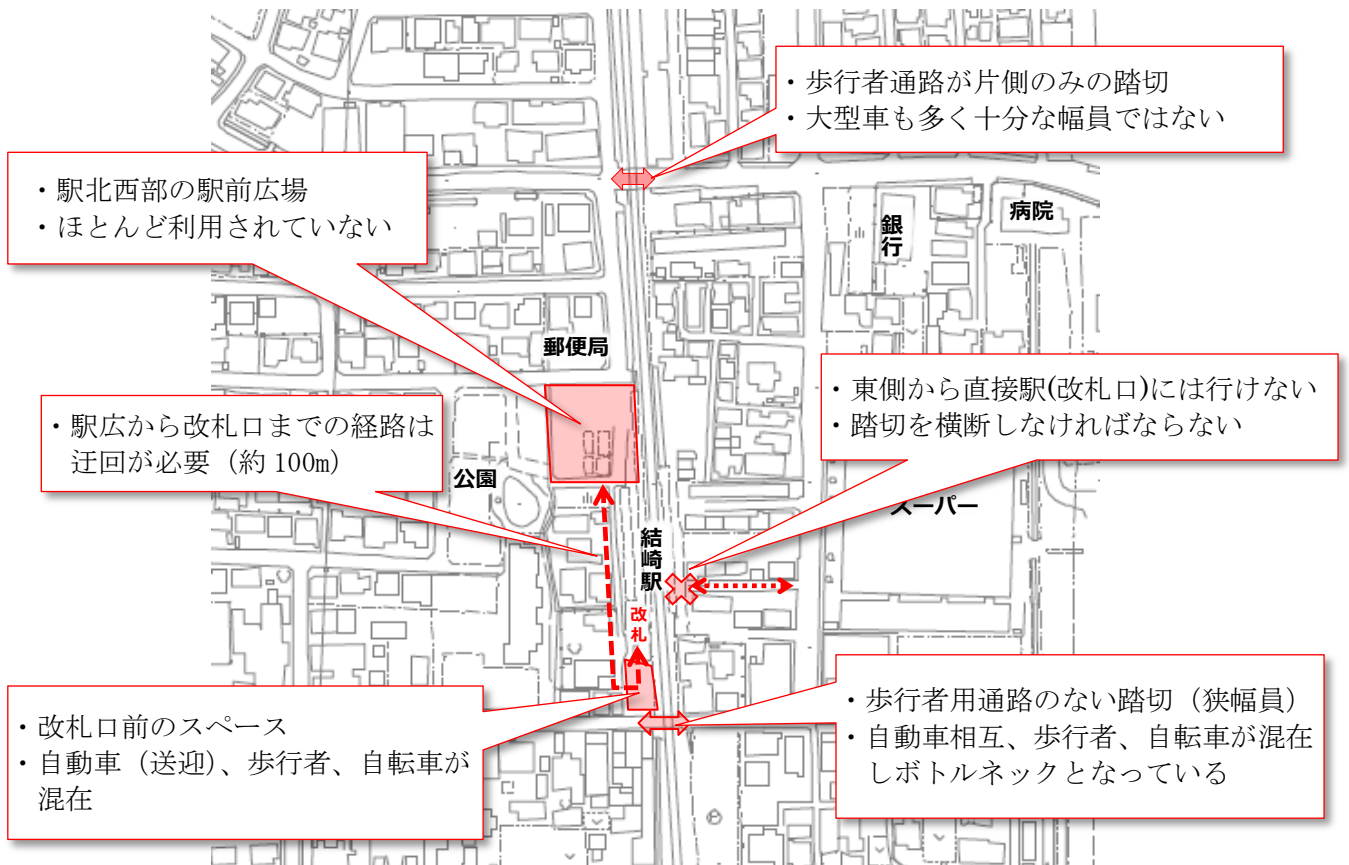 ・歩行者通路が片側のみの踏切
・大型車も多く十分な幅員ではない
・駅北西部の駅前広場
・ほとんど利用されていない
病院
銀行
郵便局
・東側から直接駅(改札口)には行けない
・踏切を横断しなければならない
・駅広から改札口までの経路は
迂回が必要（約 100m）
公園
スーパー
結崎駅
改札
・改札口前のスペース
・自動車（送迎）、歩行者、自転車が
混在
・歩行者用通路のない踏切（狭幅員）
・自動車相互、歩行者、自転車が混在
しボトルネックとなっている